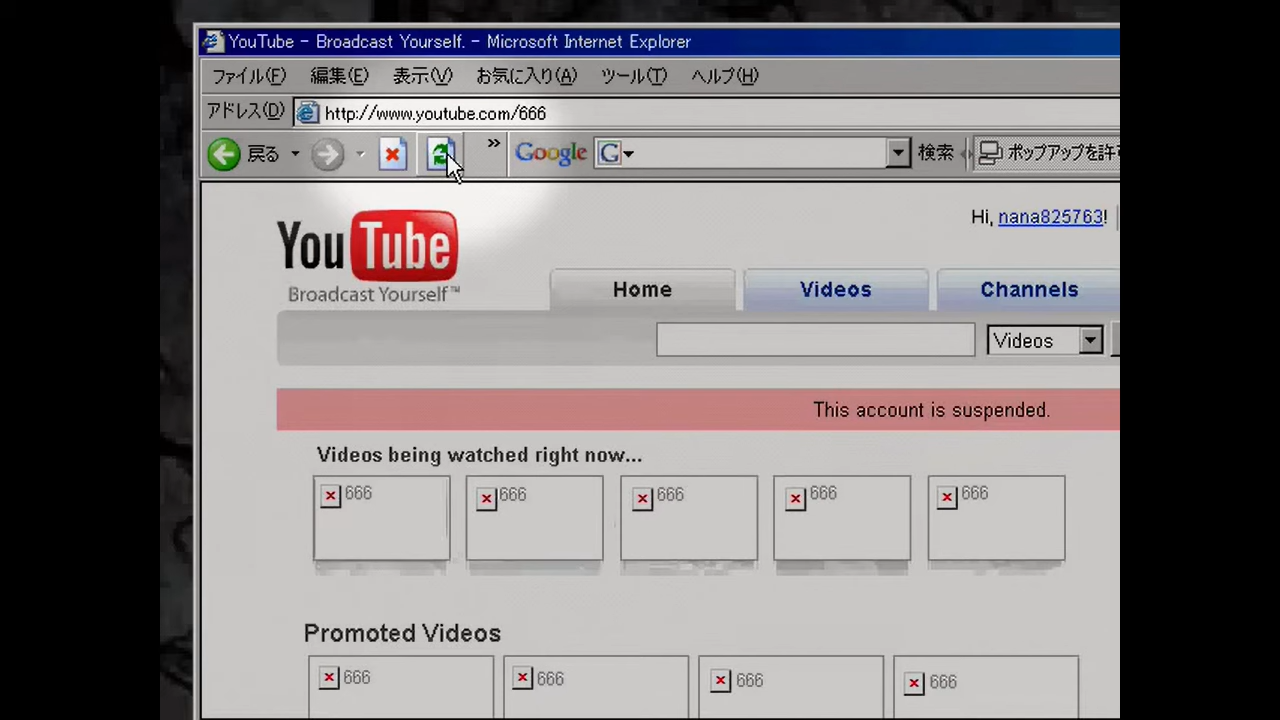 YouTube - Broadcast Yourself. - Microsoft Internet Explorer
ファイル(F) 編集(E) 表示(V) お気に入り(A) ツール(T) ヘルプ(H)
アドレス(D) http://www.youtube.com/666
戻る » Google G 検索 ポップアップを許
Hi, nana825763!
YouTube
Broadcast Yourself™
Home Videos Channels
Videos
This account is suspended.
Videos being watched right now...
666 666 666 666 666
Promoted Videos
666 666 666 666